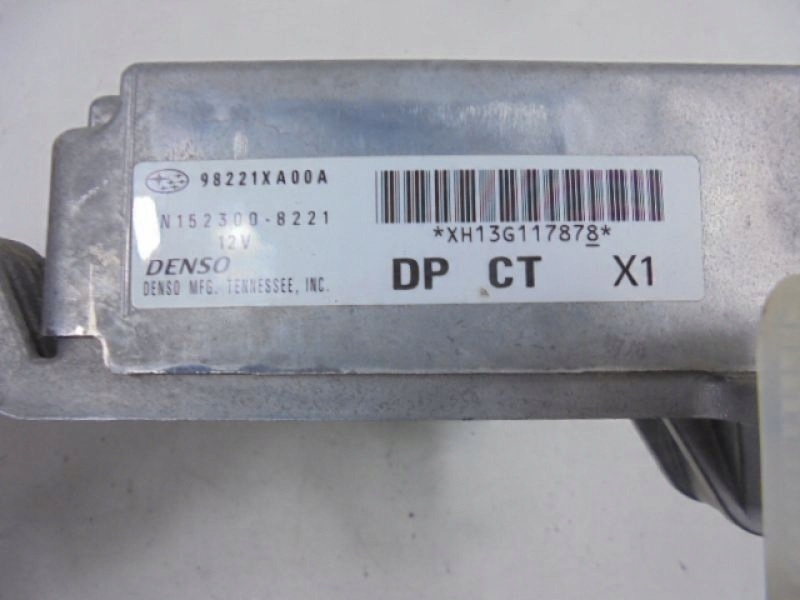 98221XA00A
N152300-8221
12V
DENSO
DENSO MFG. TENNESSEE, INC.
*XH13G117878*
DP CT X1